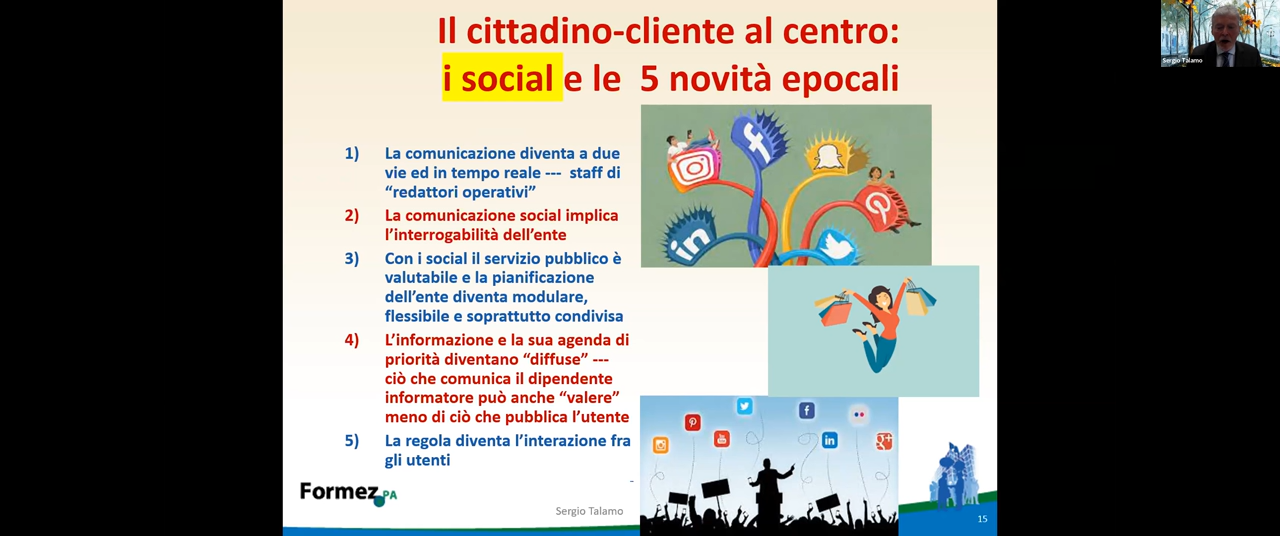 Il cittadino-cliente al centro:
i social e le 5 novità epocali
1) La comunicazione diventa a due
vie ed in tempo reale --- staff di
“redattori operativi”
2) La comunicazione social implica
l’interrogabilità dell’ente
3) Con i social il servizio pubblico è
valutabile e la pianificazione
dell’ente diventa modulare,
flessibile e soprattutto condivisa
4) L’informazione e la sua agenda di
priorità diventano “diffuse” ---
ciò che comunica il dipendente
informatore può anche “valere”
meno di ciò che pubblica l’utente
5) La regola diventa l’interazione fra
gli utenti
-
Formez PA
Sergio Talamo
15
Sergio Talamo